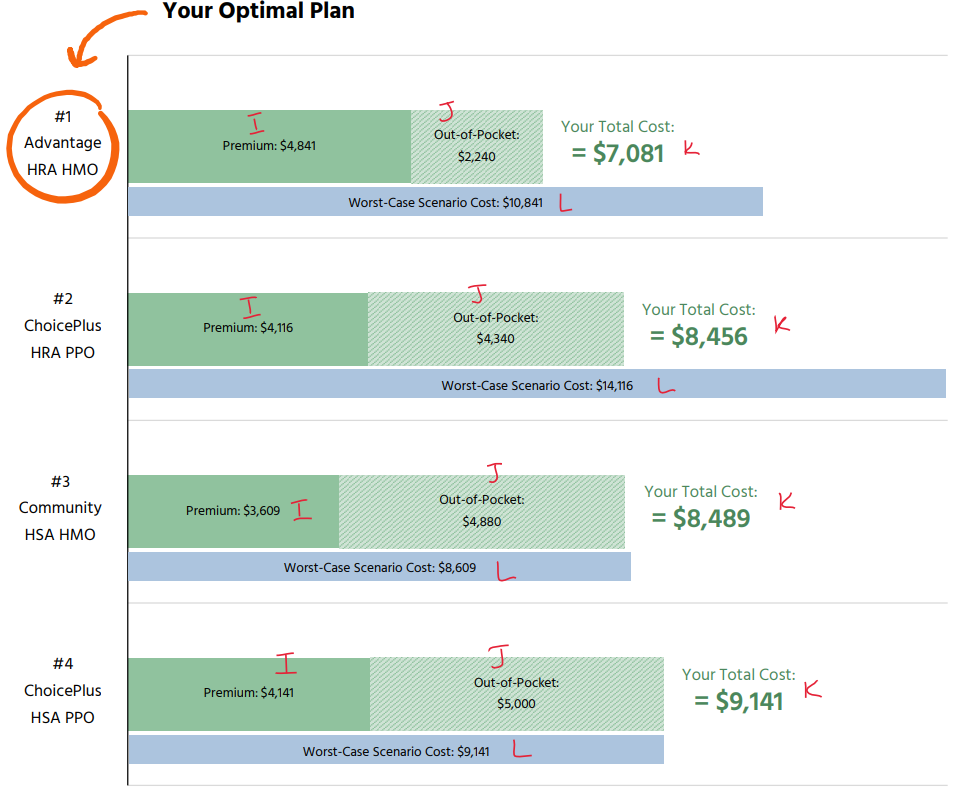 Your Optimal Plan
#1
Advantage
HRA HMO
I
Premium: $4,841
J
Out-of-Pocket:
$2,240
Your Total Cost:
= $7,081 K
Worst-Case Scenario Cost: $10,841 L
#2
ChoicePlus
HRA PPO
I
Premium: $4,116
J
Out-of-Pocket:
$4,340
Your Total Cost:
= $8,456 K
Worst-Case Scenario Cost: $14,116 L
#3
Community
HSA HMO
Premium: $3,609 I
J
Out-of-Pocket:
$4,880
Your Total Cost:
= $8,489 K
Worst-Case Scenario Cost: $8,609 L
#4
ChoicePlus
HSA PPO
I
Premium: $4,141
J
Out-of-Pocket:
$5,000
Your Total Cost:
= $9,141 K
Worst-Case Scenario Cost: $9,141 L